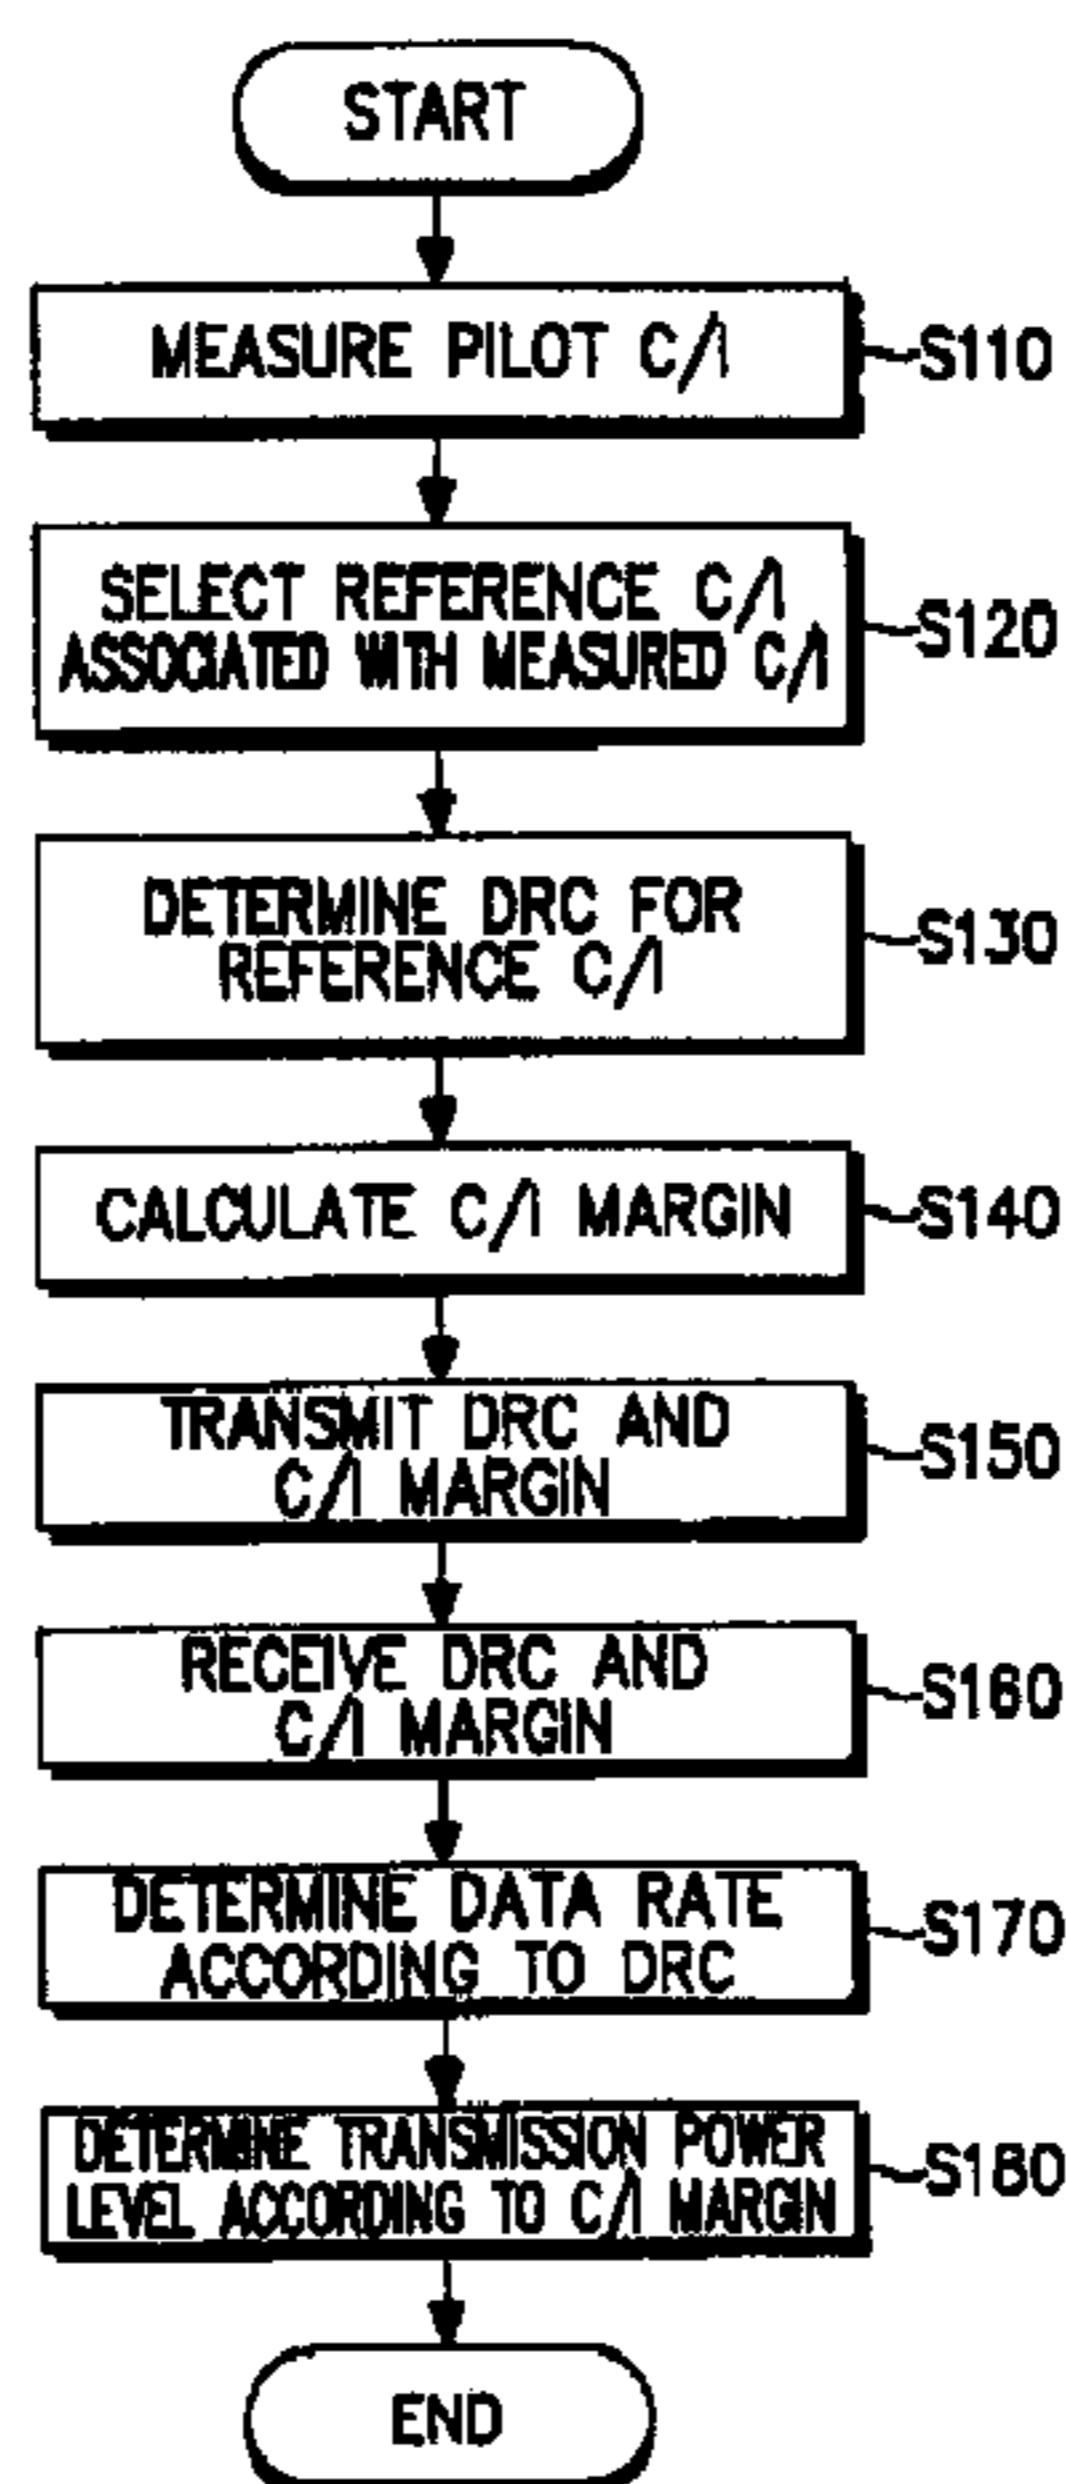 START
MEASURE PILOT C/I
S110
SELECT REFERENCE C/I
ASSOCIATED WITH MEASURED C/I
S120
DETERMINE DRC FOR
REFERENCE C/I
S130
CALCULATE C/I MARGIN
S140
TRANSMIT DRC AND
C/I MARGIN
S150
RECEIVE DRC AND
C/I MARGIN
S160
DETERMINE DATA RATE
ACCORDING TO DRC
S170
DETERMINE TRANSMISSION POWER
LEVEL ACCORDING TO C/I MARGIN
S180
END